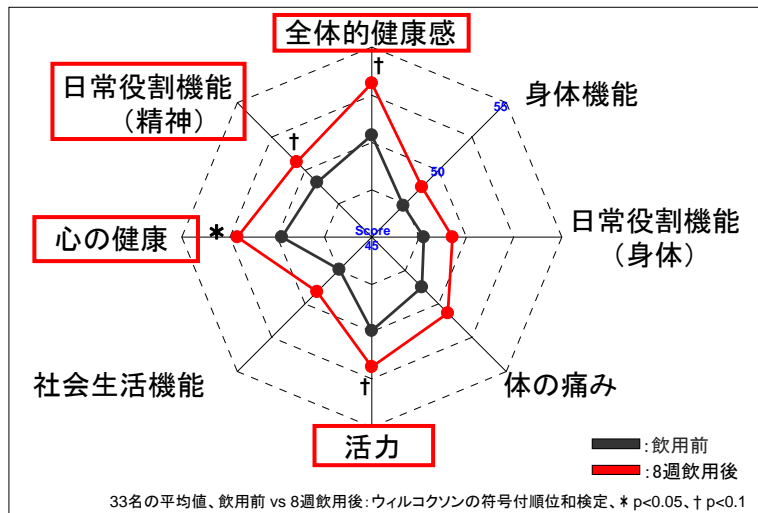 全体的健康感
†
日常役割機能
（精神）
身体機能
55
†
50
心の健康
*
Score
45
日常役割機能
（身体）
社会生活機能
体の痛み
†
活力
:飲用前
:8週飲用後
33名の平均値、飲用前 vs 8週飲用後:ウィルコクソンの符号付順位和検定、* p<0.05、† p<0.1